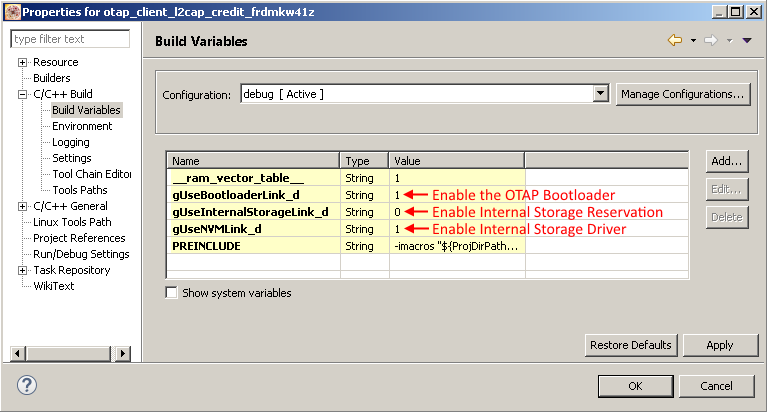 Properties for otap_client_l2cap_credit_frdmkw41z
type filter text
Resource
Builders
C/C++ Build
Build Variables
Environment
Logging
Settings
Tool Chain Editor
Tools Paths
C/C++ General
Linux Tools Path
Project References
Run/Debug Settings
Task Repository
WikiText
Build Variables
Configuration: debug [ Active ] Manage Configurations...
Name Type Value
__ram_vector_table__ String 1
gUseBootloaderLink_d String 1 Enable the OTAP Bootloader
gUseInternalStorageLink_d String 0 Enable Internal Storage Reservation
gUseNVMLink_d String 1 Enable Internal Storage Driver
PREINCLUDE String -imacros "${ProjDirPath...
Add...
Edit...
Delete
Show system variables
Restore Defaults Apply
? OK Cancel